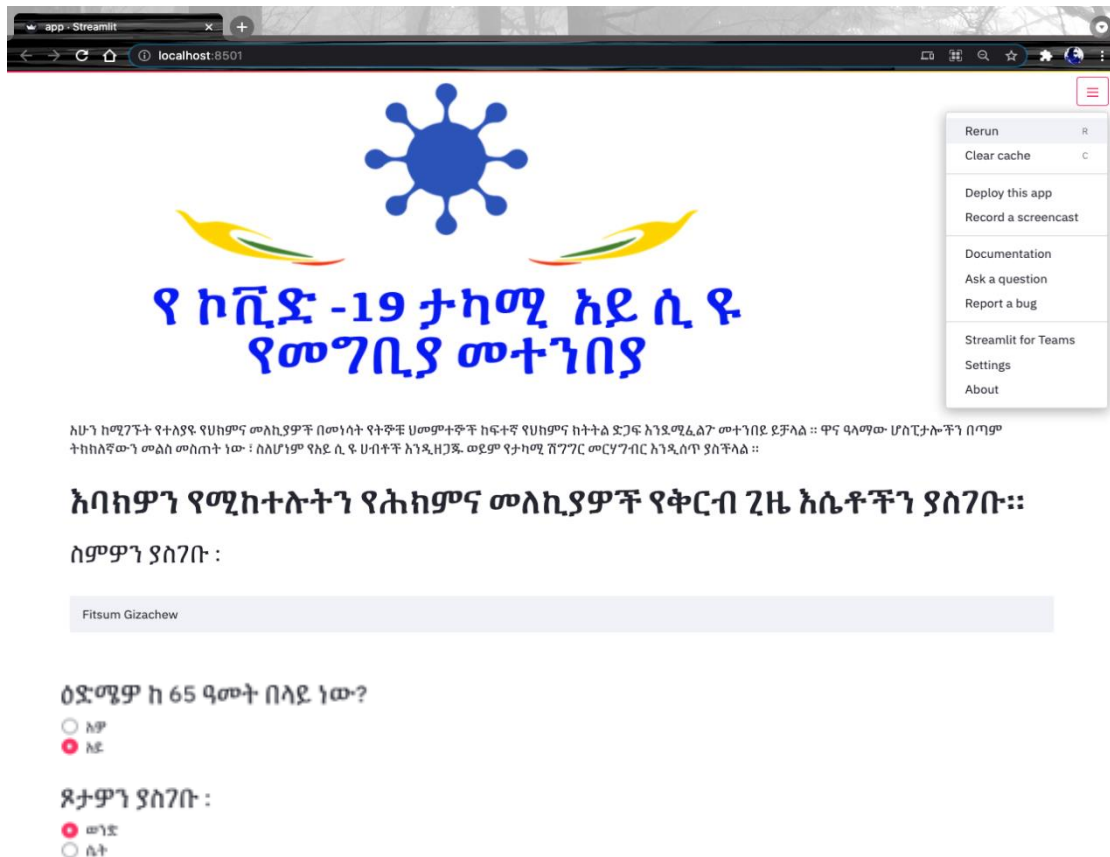 app · Streamlit
localhost:8501
Rerun R
Clear cache C
Deploy this app
Record a screencast
Documentation
Ask a question
Report a bug
Streamlit for Teams
Settings
About
የ ኮቪድ -19 ታካሚ አይ ሲ ዩ
የመግቢያ መተንበያ
አሁን ከሚገኙት የተለያዩ የህክምና መለኪያዎች በመነሳት የትኞቹ ህመምተኞች ከፍተኛ የህክምና ክትትል ድጋፍ እንደሚፈልጉ መተንበይ ይቻላል ። ዋና ዓላማው ሆስፒታሎችን በጣም
ትክክለኛውን መልስ መስጠት ነው ፣ ስለሆነም የአይ ሲ ዩ ሀብቶች እንዲዘጋጁ ወይም የታካሚ ሽግግር መርሃግብር እንዲሰጥ ያስችላል ።
እባክዎን የሚከተሉትን የሕክምና መለኪያዎች የቅርብ ጊዜ እሴቶችን ያስገቡ።
ስምዎን ያስገቡ :
Fitsum Gizachew
ዕድሜዎ ከ 65 ዓመት በላይ ነው?
አዎ
አይ
ጾታዎን ያስገቡ :
ወንድ
ሴት